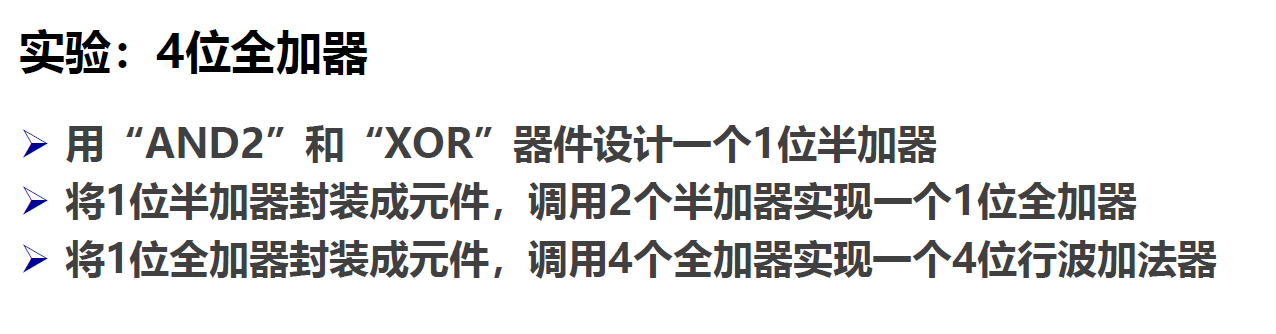 实验：4位全加器
➢ 用“AND2”和“XOR”器件设计一个1位半加器
➢ 将1位半加器封装成元件，调用2个半加器实现一个1位全加器
➢ 将1位全加器封装成元件，调用4个全加器实现一个4位行波加法器